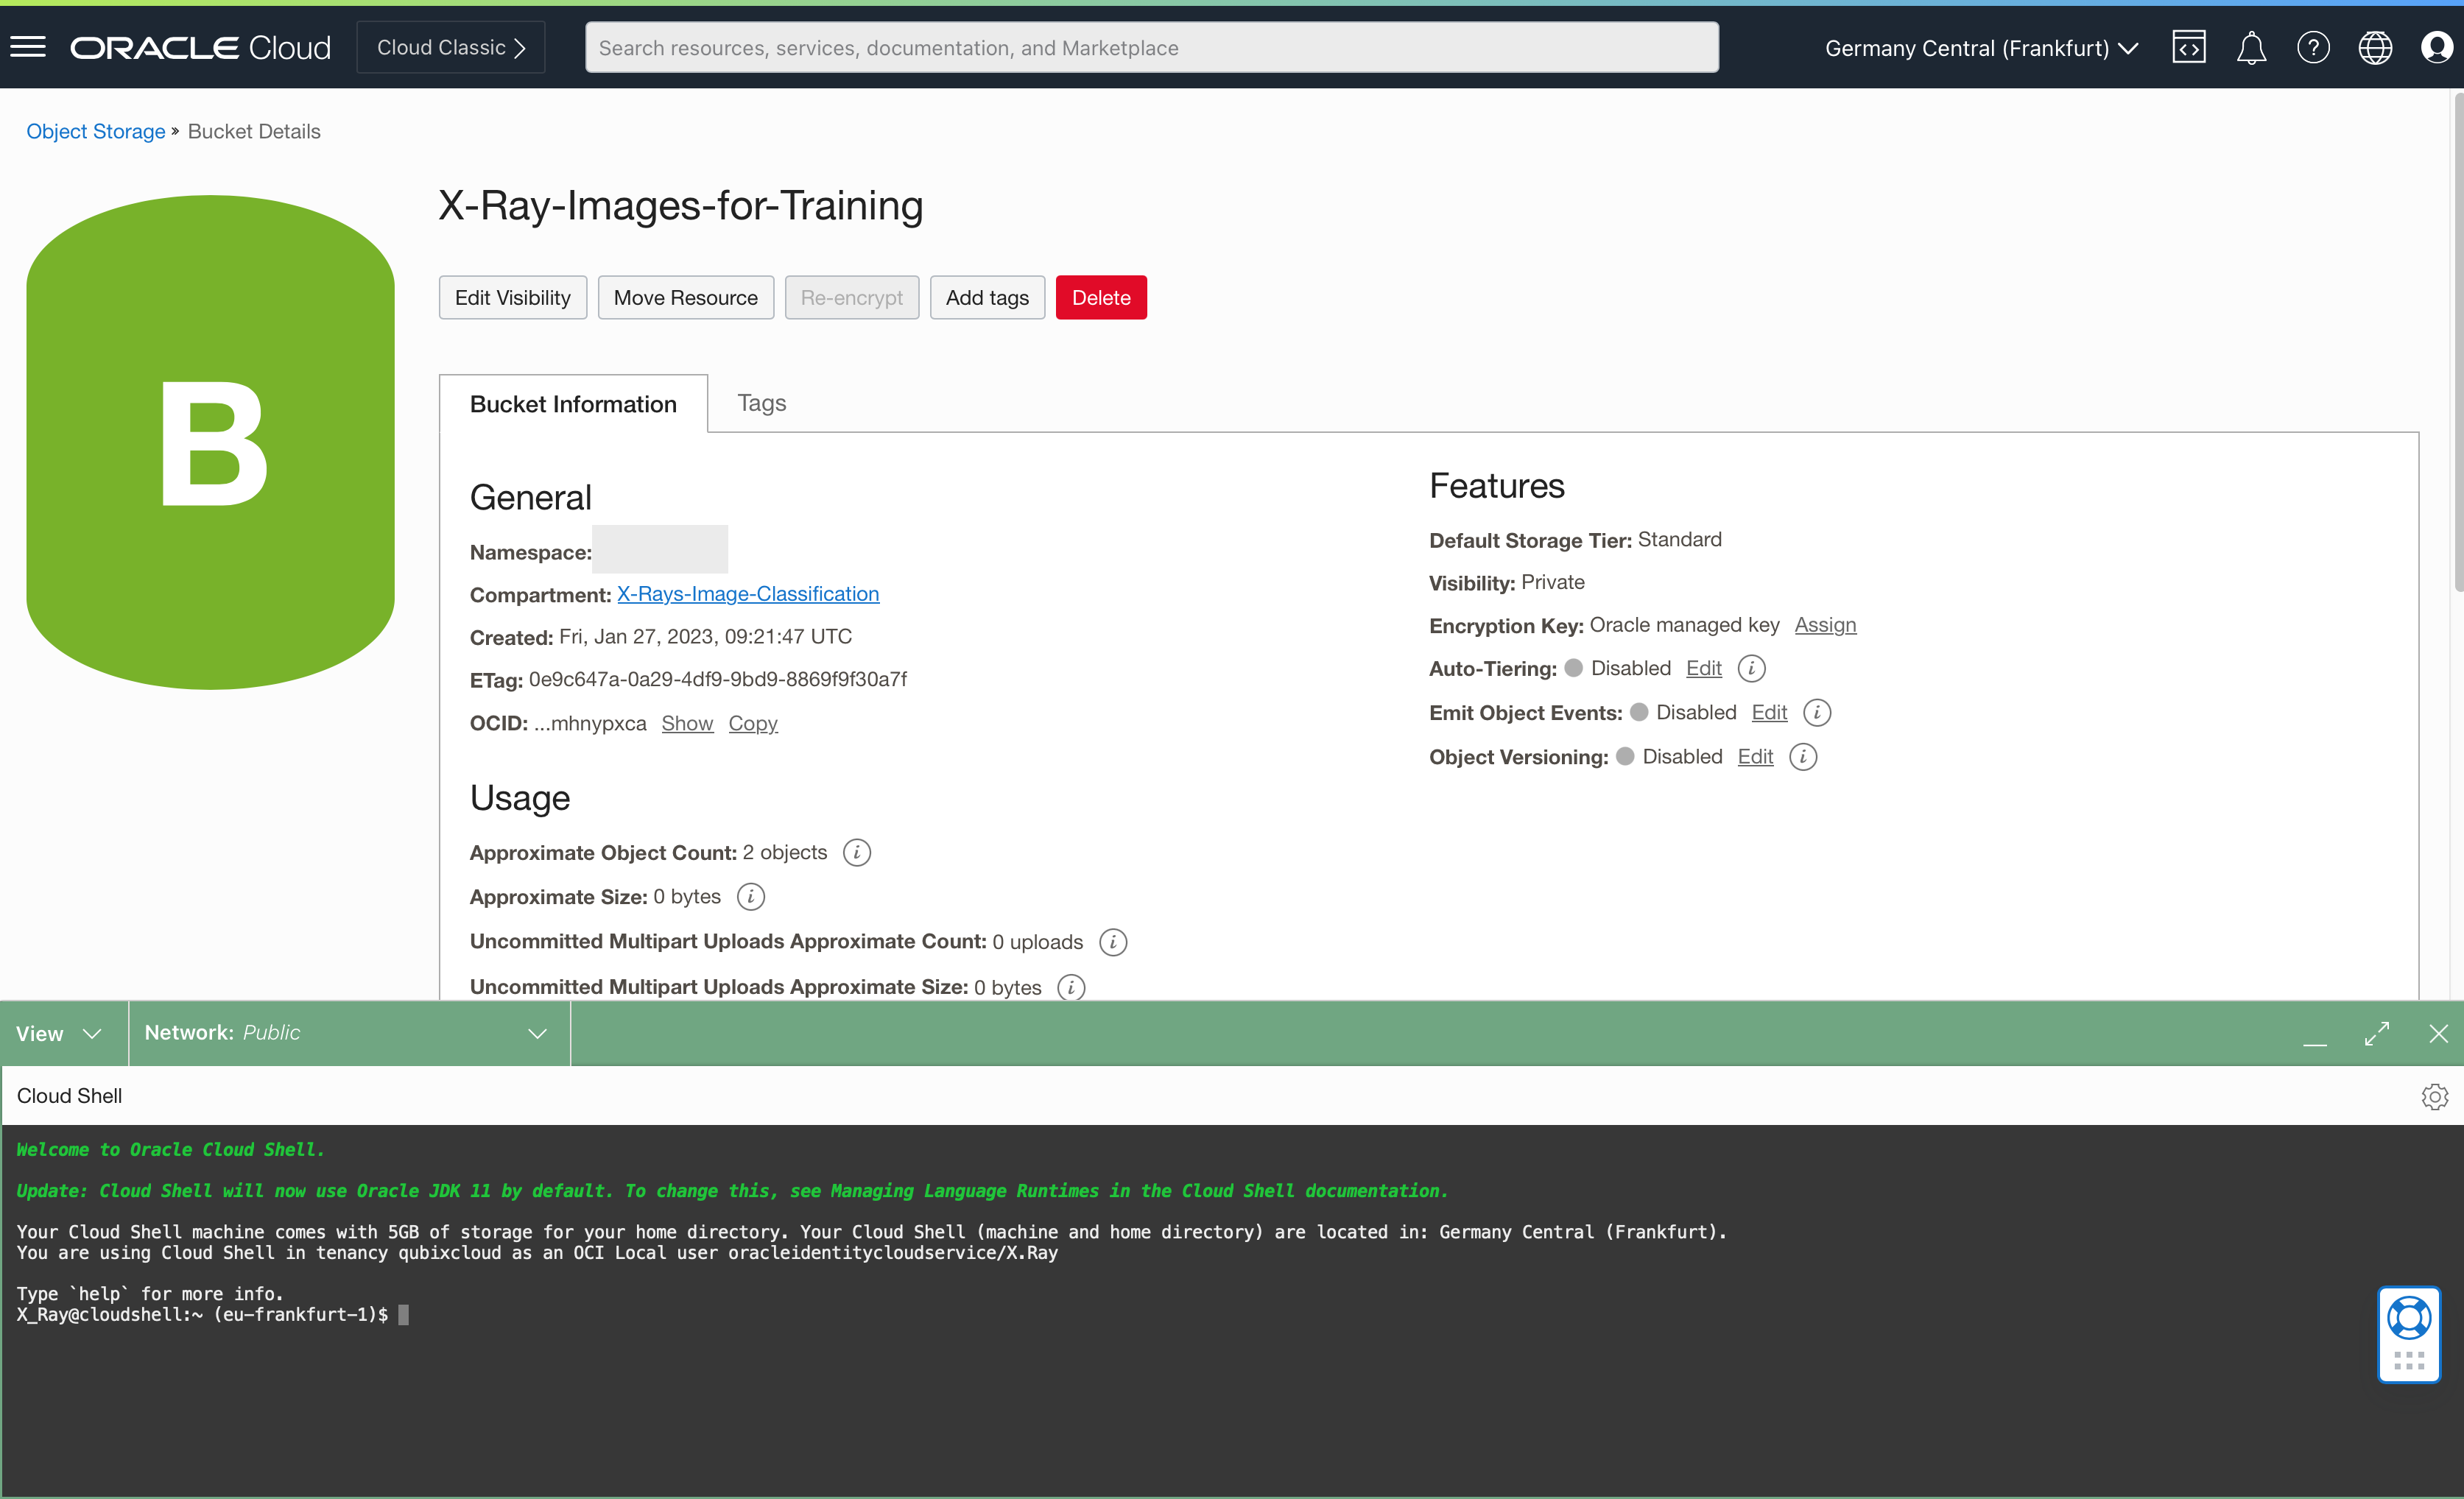 ORACLE Cloud
Cloud Classic
Search resources, services, documentation, and Marketplace
Germany Central (Frankfurt)
Object Storage » Bucket Details
B
X-Ray-Images-for-Training
Edit Visibility
Move Resource
Re-encrypt
Add tags
Delete
Bucket Information
Tags
General
Namespace:
Compartment: X-Rays-Image-Classification
Created: Fri, Jan 27, 2023, 09:21:47 UTC
ETag: 0e9c647a-0a29-4df9-9bd9-8869f9f30a7f
OCID: ...mhnypxca Show Copy
Usage
Approximate Object Count: 2 objects
Approximate Size: 0 bytes
Uncommitted Multipart Uploads Approximate Count: 0 uploads
Uncommitted Multipart Uploads Approximate Size: 0 bytes
Features
Default Storage Tier: Standard
Visibility: Private
Encryption Key: Oracle managed key Assign
Auto-Tiering: Disabled Edit
Emit Object Events: Disabled Edit
Object Versioning: Disabled Edit
View
Network: Public
Cloud Shell
Welcome to Oracle Cloud Shell.
Update: Cloud Shell will now use Oracle JDK 11 by default. To change this, see Managing Language Runtimes in the Cloud Shell documentation.
Your Cloud Shell machine comes with 5GB of storage for your home directory. Your Cloud Shell (machine and home directory) are located in: Germany Central (Frankfurt).
You are using Cloud Shell in tenancy qubixcloud as an OCI Local user oracleidentitycloudservice/X.Ray
Type `help` for more info.
X_Ray@cloudshell:~ (eu-frankfurt-1)$